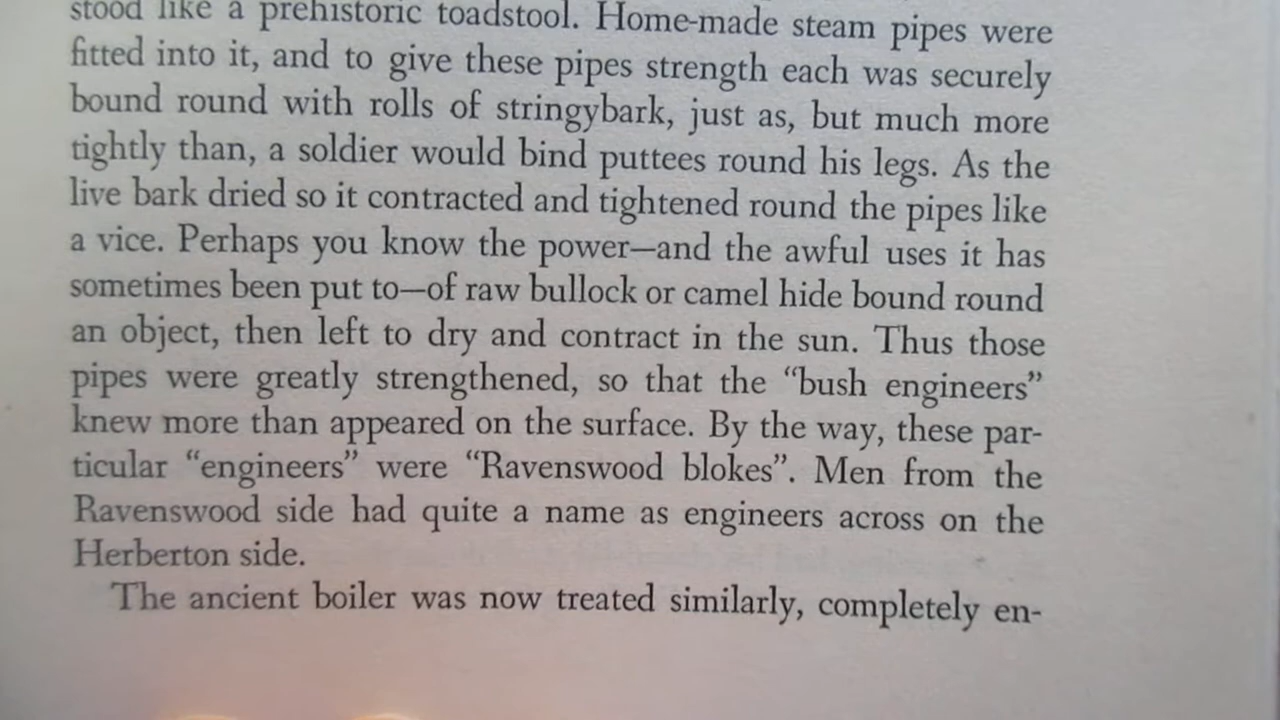 stood like a prehistoric toadstool. Home-made steam pipes were
fitted into it, and to give these pipes strength each was securely
bound round with rolls of stringybark, just as, but much more
tightly than, a soldier would bind puttees round his legs. As the
live bark dried so it contracted and tightened round the pipes like
a vice. Perhaps you know the power—and the awful uses it has
sometimes been put to—of raw bullock or camel hide bound round
an object, then left to dry and contract in the sun. Thus those
pipes were greatly strengthened, so that the “bush engineers”
knew more than appeared on the surface. By the way, these par-
ticular “engineers” were “Ravenswood blokes”. Men from the
Ravenswood side had quite a name as engineers across on the
Herberton side.
The ancient boiler was now treated similarly, completely en-